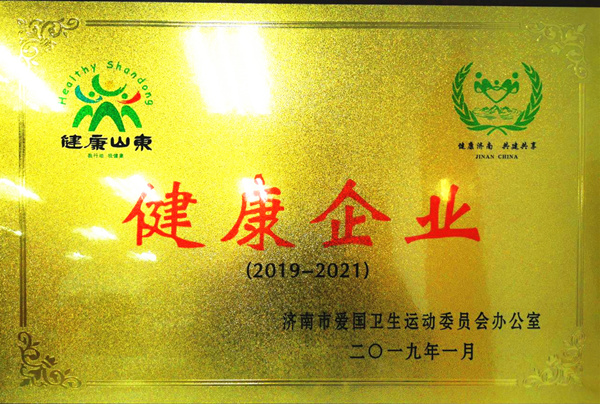 Healthy Shandong
健康山東
健康济南 共建共享
JINAN CHINA
健康企业
(2019-2021)
济南市爱国卫生运动委员会办公室
二〇一九年一月